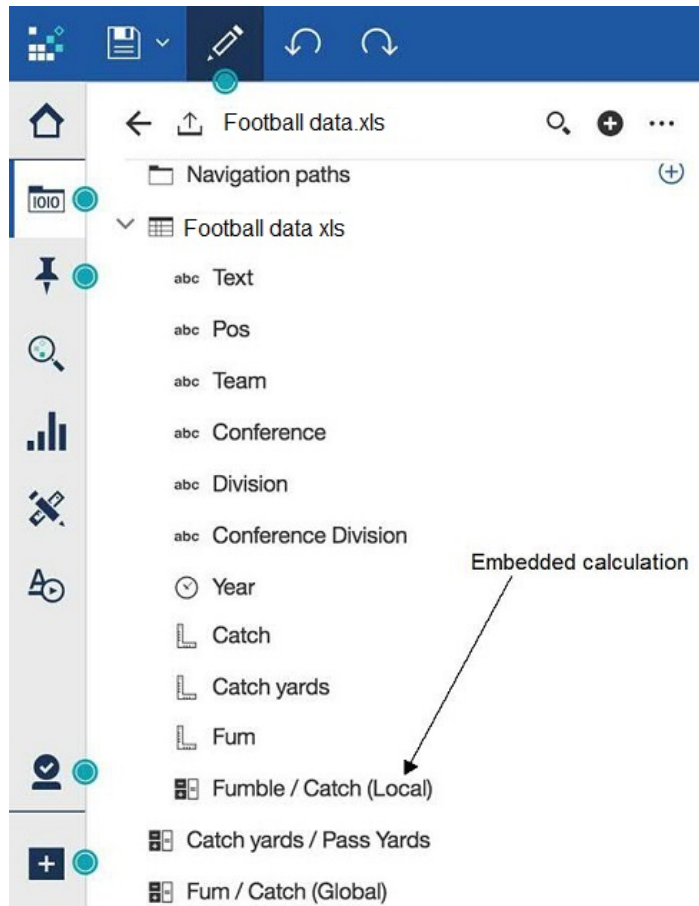 Football data.xls
Navigation paths
Football data xls
abc Text
abc Pos
abc Team
abc Conference
abc Division
abc Conference Division
Embedded calculation
Year
Catch
Catch yards
Fum
Fumble / Catch (Local)
Catch yards / Pass Yards
Fum / Catch (Global)